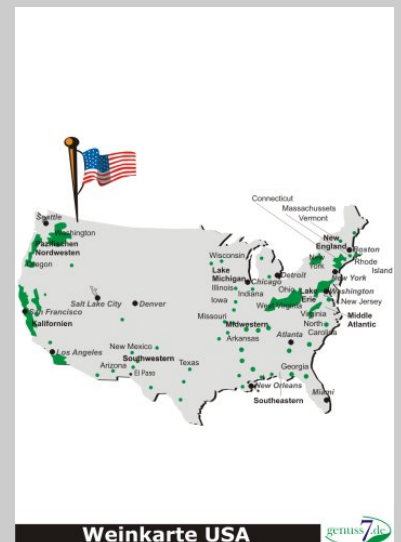 Connecticut
Massachussets
Vermont
Seattle
Washington
Pazifischen
Nordwesten
Oregon
New
England
Boston
Rhode
Island
New
York
New York
Wisconsin
Lake
Michigan
Chicago
Detroit
Illinois
Indiana
Ohio
Lake
Erie
Washington
New Jersey
Iowa
West Virginia
Virginia
Middle
Atlantic
Salt Lake City
Denver
San Francisco
Kalifornien
Missouri
Midwestern
North
Carolina
Arkansas
Atlanta
Los Angeles
New Mexico
Southwestern
Arizona
El Paso
Texas
Georgia
New Orleans
Miami
Southeastern
Weinkarte USA
genuss7.de